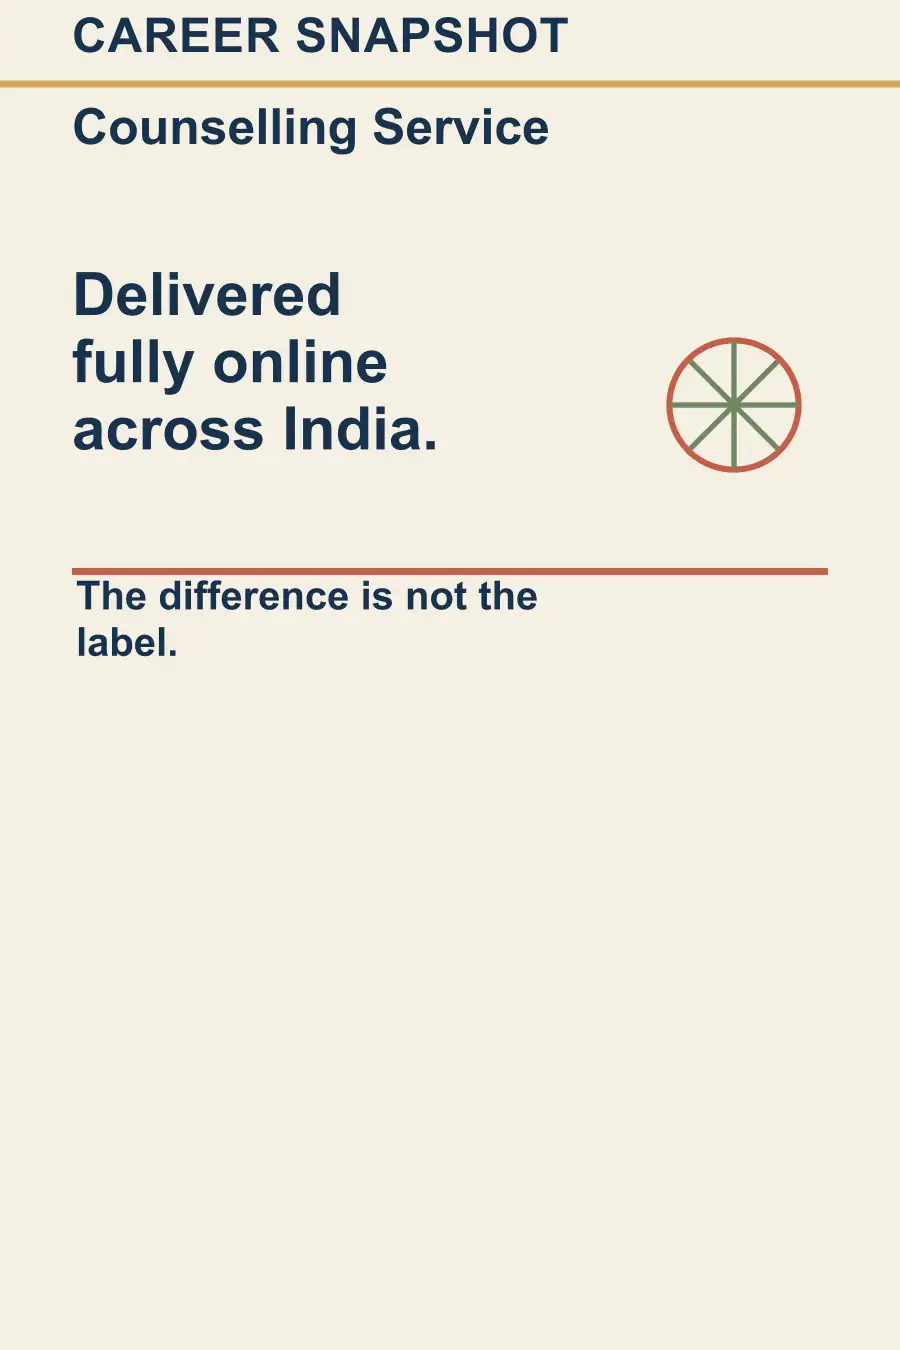 CAREER SNAPSHOT
Counselling Service
Delivered
fully online
across India.
The difference is not the
label.